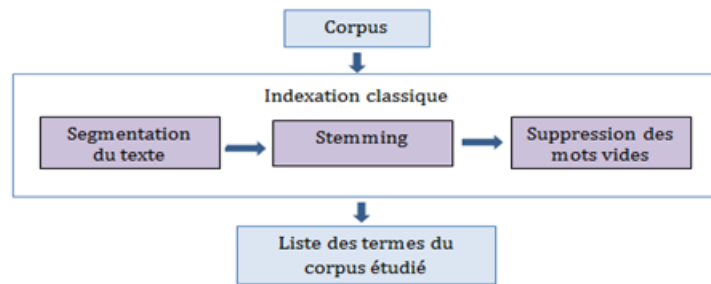 Corpus
Indexation classique
Segmentation
du texte
Stemming
Suppression des
mots vides
Liste des termes du
corpus étudié